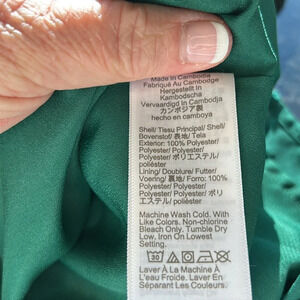 Made In Cambodia
Fabriqué Au Cambodge
Hergestellt In
Kambodscha
Vervaardigd In Cambodja
カンボジア製
hecho en camboya
Shell/ Tissu Principal/ Shell/
Bovenstof/表地/ Tela
Exterior: 100% Polyester/
Polyester/ Polyester/
Polyester/ ポリエステル/
poliéster
Lining/ Doublure/ Futter/
Voering/ 裏地/ Forro: 100%
Polyester/ Polyester/
Polyester/ Polyester/ ポリ
エステル/ poliéster
Machine Wash Cold. With
Like Colors. Non-chlorine
Bleach Only. Tumble Dry
Low, Iron On Lowest
Setting.
Laver À La Machine À
L'eau Froide. Laver Avec